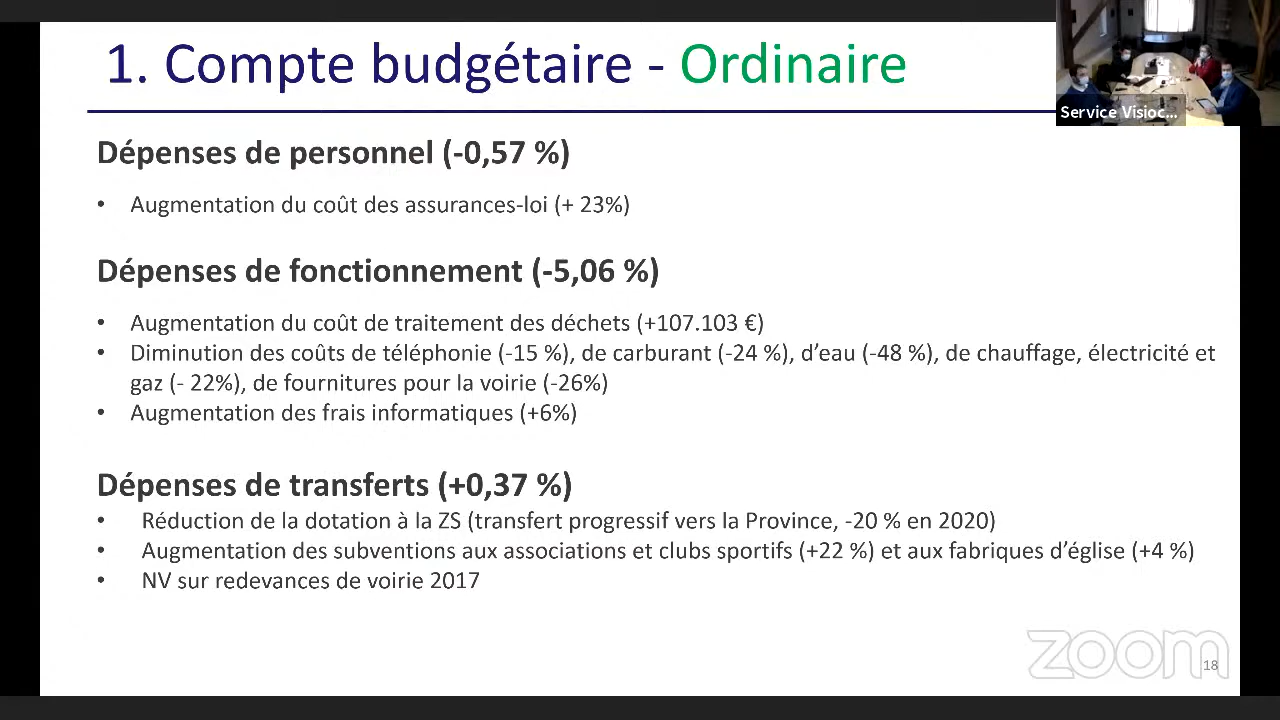 1. Compte budgétaire - Ordinaire
Service Visioc...
Dépenses de personnel (-0,57 %)
• Augmentation du coût des assurances-loi (+ 23%)
Dépenses de fonctionnement (-5,06 %)
• Augmentation du coût de traitement des déchets (+107.103 €)
• Diminution des coûts de téléphonie (-15 %), de carburant (-24 %), d’eau (-48 %), de chauffage, électricité et
gaz (- 22%), de fournitures pour la voirie (-26%)
• Augmentation des frais informatiques (+6%)
Dépenses de transferts (+0,37 %)
• Réduction de la dotation à la ZS (transfert progressif vers la Province, -20 % en 2020)
• Augmentation des subventions aux associations et clubs sportifs (+22 %) et aux fabriques d’église (+4 %)
• NV sur redevances de voirie 2017
zoom
18